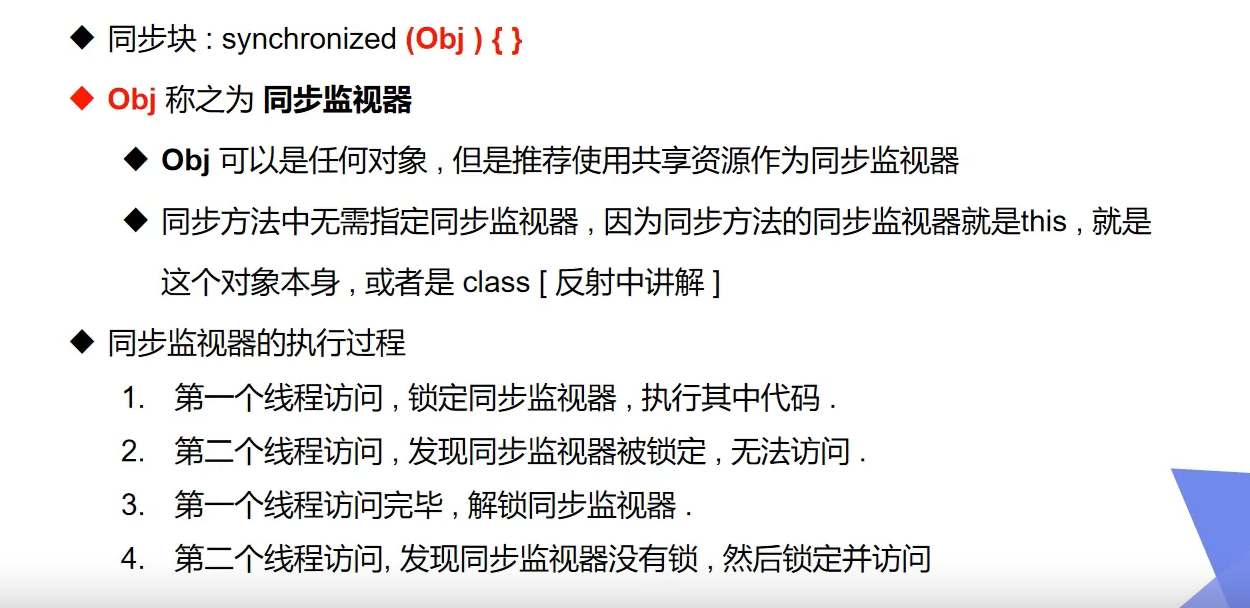 ◆ 同步块 : synchronized (Obj ) { }
◆ Obj 称之为 同步监视器
◆ Obj 可以是任何对象 , 但是推荐使用共享资源作为同步监视器
◆ 同步方法中无需指定同步监视器 , 因为同步方法的同步监视器就是this , 就是
这个对象本身 , 或者是 class [ 反射中讲解 ]
◆ 同步监视器的执行过程
1. 第一个线程访问 , 锁定同步监视器 , 执行其中代码 .
2. 第二个线程访问 , 发现同步监视器被锁定 , 无法访问 .
3. 第一个线程访问完毕 , 解锁同步监视器 .
4. 第二个线程访问, 发现同步监视器没有锁 , 然后锁定并访问